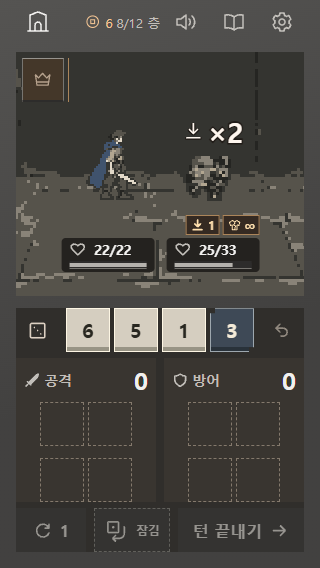 6 8/12 층
×2
1 ∞
22/22 25/33
6 5 1 3
공격 0 방어 0
1 잠김 턴 끝내기 →